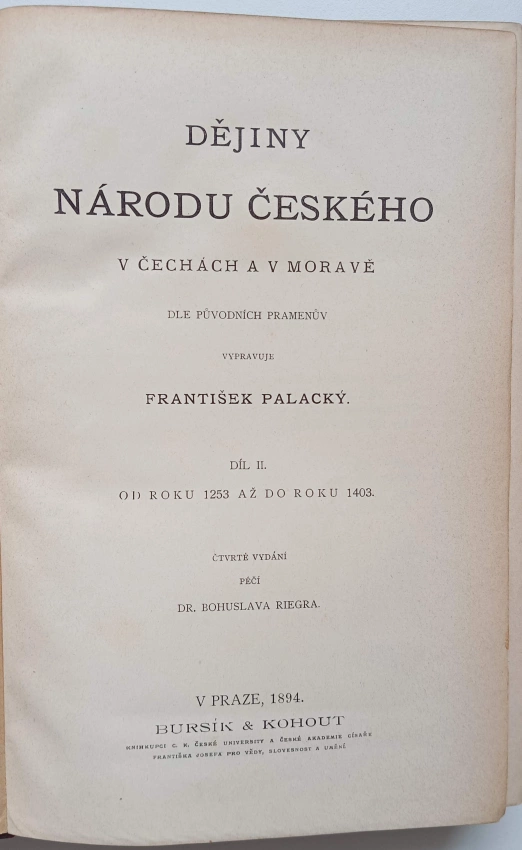 DĚJINY
NÁRODU ČESKÉHO
V ČECHÁCH A V MORAVĚ
DLE PŮVODNÍCH PRAMENŮV
VYPRAVUJE
FRANTIŠEK PALACKÝ.
DÍL II.
OD ROKU 1253 AŽ DO ROKU 1403.
ČTVRTÉ VYDÁNÍ
PÉČÍ
DR. BOHUSLAVA RIEGRA.
V PRAZE, 1894.
BURSÍK & KOHOUT
KNIHKUPCI C. K. ČESKÉ UNIVERSITY A ČESKÉ AKADEMIE CÍSAŘE
FRANTIŠKA JOSEFA PRO VĚDY, SLOVESNOST A UMĚNÍ